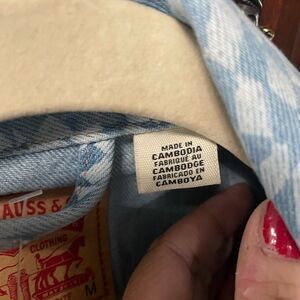 MADE IN
CAMBODIA
FABRIQUÉ AU
CAMBODGE
FABRICADO EN
CAMBOYA
AUSS &
CLOTHING
M